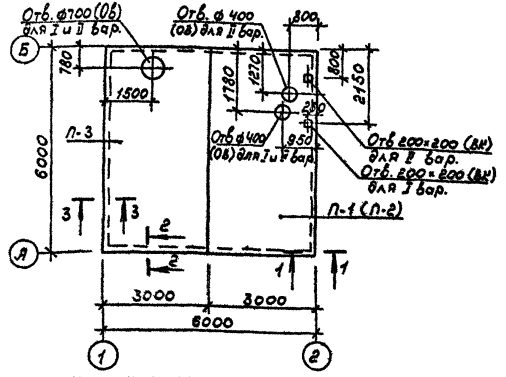 Отв. ф700 (ОВ)
для I и II вар.
Отв. ф 400
(ОВ) для II вар.
800
Б
780
1500
1780
1270
800
2150
250
Отв ф400
(ОВ) для I и II вар.
950
Отв 200×200 (ВК)
для II вар.
Отв. 200×200 (ВК)
для I вар.
П-3
6000
П-1 (П-2)
3
3
2
2
А
1
1
3000
3000
6000
1
2